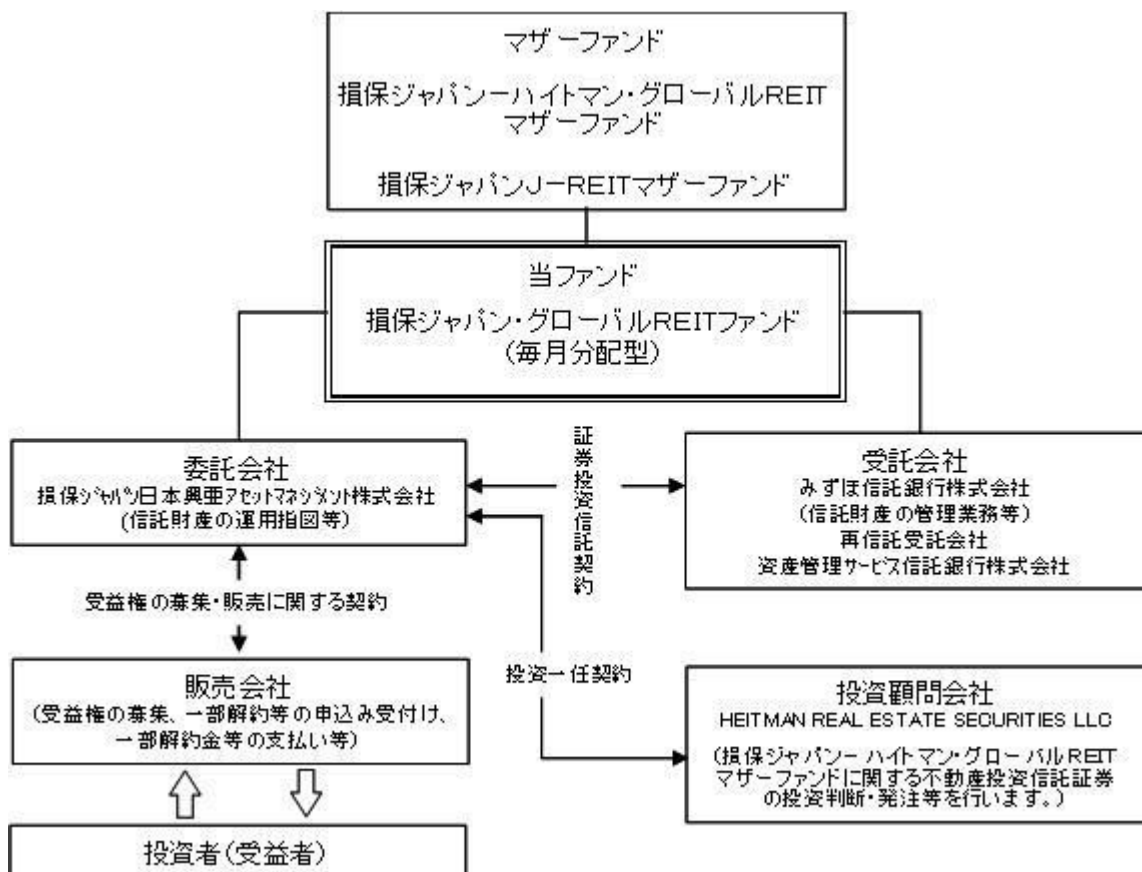 マザーファンド
損保ジャパン－ハイトマン・グローバルREIT
マザーファンド
損保ジャパンJ－REITマザーファンド
当ファンド
損保ジャパン・グローバルREITファンド
(毎月分配型)
委託会社
損保ジャパン日本興亜アセットマネジメント株式会社
(信託財産の運用指図等)
証券投資信託契約
受託会社
みずほ信託銀行株式会社
(信託財産の管理業務等)
再信託受託会社
資産管理サービス信託銀行株式会社
受益権の募集・販売に関する契約
販売会社
(受益権の募集、一部解約等の申込み受付け、
一部解約金等の支払い等)
投資一任契約
投資顧問会社
HEITMAN REAL ESTATE SECURITIES LLC
(損保ジャパン－ハイトマン・グローバルREIT
マザーファンドに関する不動産投資信託証券
の投資判断・発注等を行います。)
投資者(受益者)